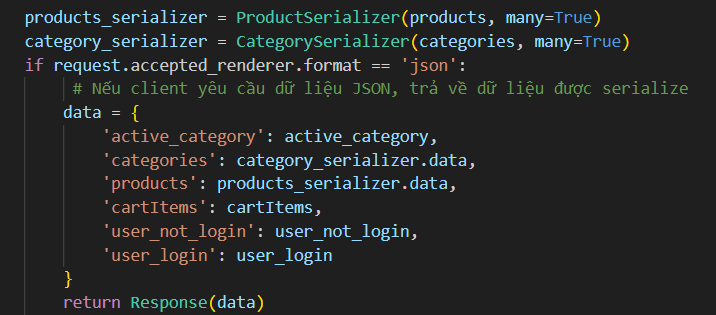 products_serializer = ProductSerializer(products, many=True)
category_serializer = CategorySerializer(categories, many=True)
if request.accepted_renderer.format == 'json':
# Nếu client yêu cầu dữ liệu JSON, trả về dữ liệu được serialize
data = {
'active_category': active_category,
'categories': category_serializer.data,
'products': products_serializer.data,
'cartItems': cartItems,
'user_not_login': user_not_login,
'user_login': user_login
}
return Response(data)